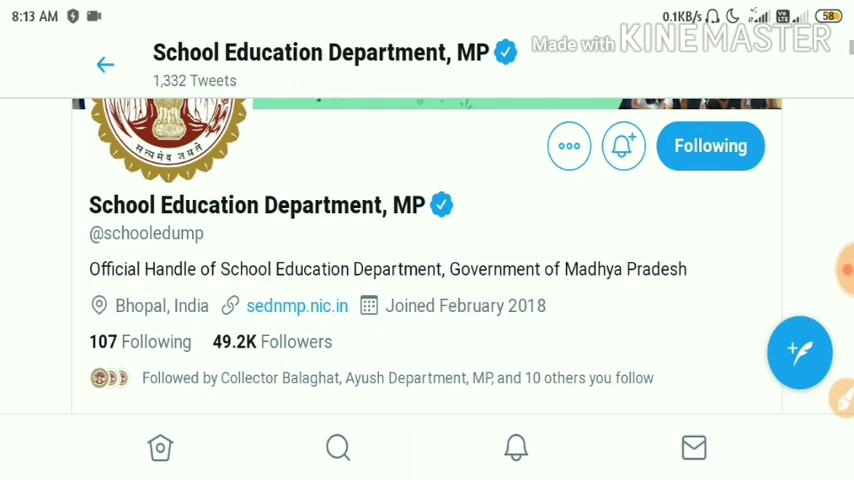 8:13 AM
0.1KB/s
58
Made with KINEMASTER
School Education Department, MP
1,332 Tweets
सत्यमेव जयते
Following
School Education Department, MP
@schooledump
Official Handle of School Education Department, Government of Madhya Pradesh
Bhopal, India sednmp.nic.in Joined February 2018
107 Following 49.2K Followers
Followed by Collector Balaghat, Ayush Department, MP, and 10 others you follow